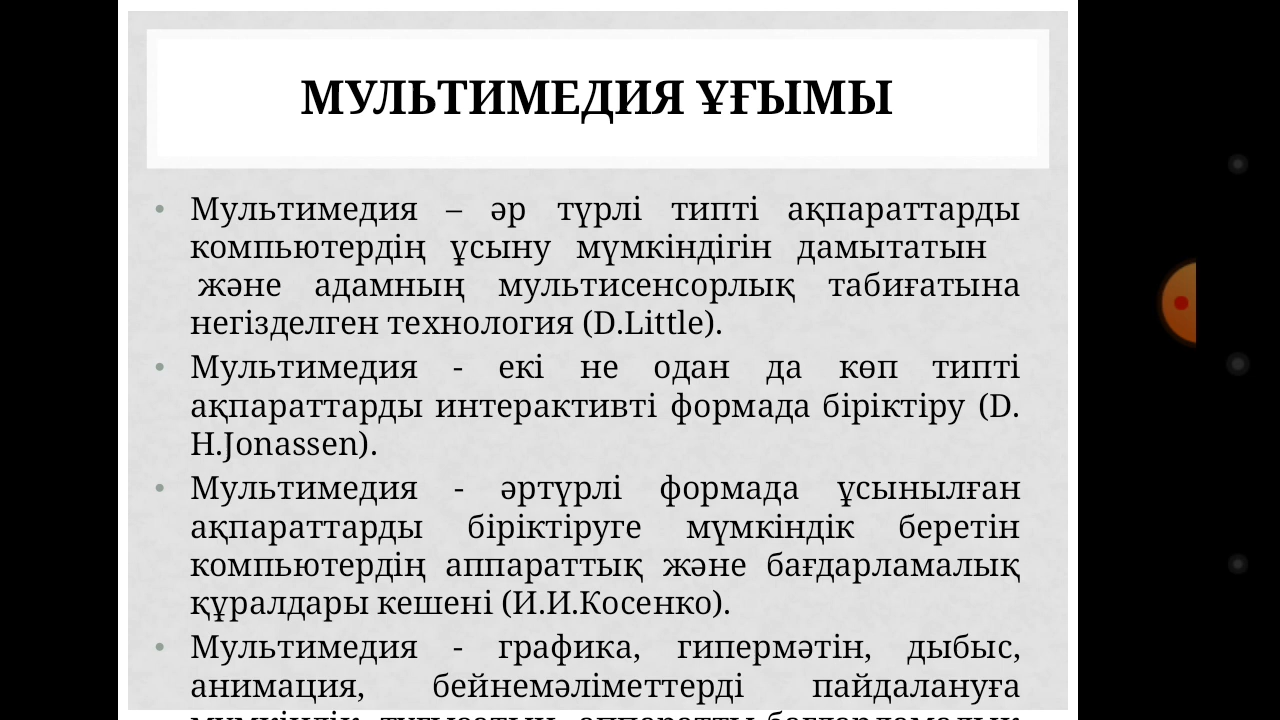 МУЛЬТИМЕДИЯ ҰҒЫМЫ
• Мультимедия – әр түрлі типті ақпараттарды
компьютердің ұсыну мүмкіндігін дамытатын
және адамның мультисенсорлық табиғатына
негізделген технология (D.Little).
• Мультимедия - екі не одан да көп типті
ақпараттарды интерактивті формада біріктіру (D.
H.Jonassen).
• Мультимедия - әртүрлі формада ұсынылған
ақпараттарды біріктіруге мүмкіндік беретін
компьютердің аппараттық және бағдарламалық
құралдары кешені (И.И.Косенко).
• Мультимедия - графика, гипермәтін, дыбыс,
анимация, бейнемәліметтерді пайдалануға